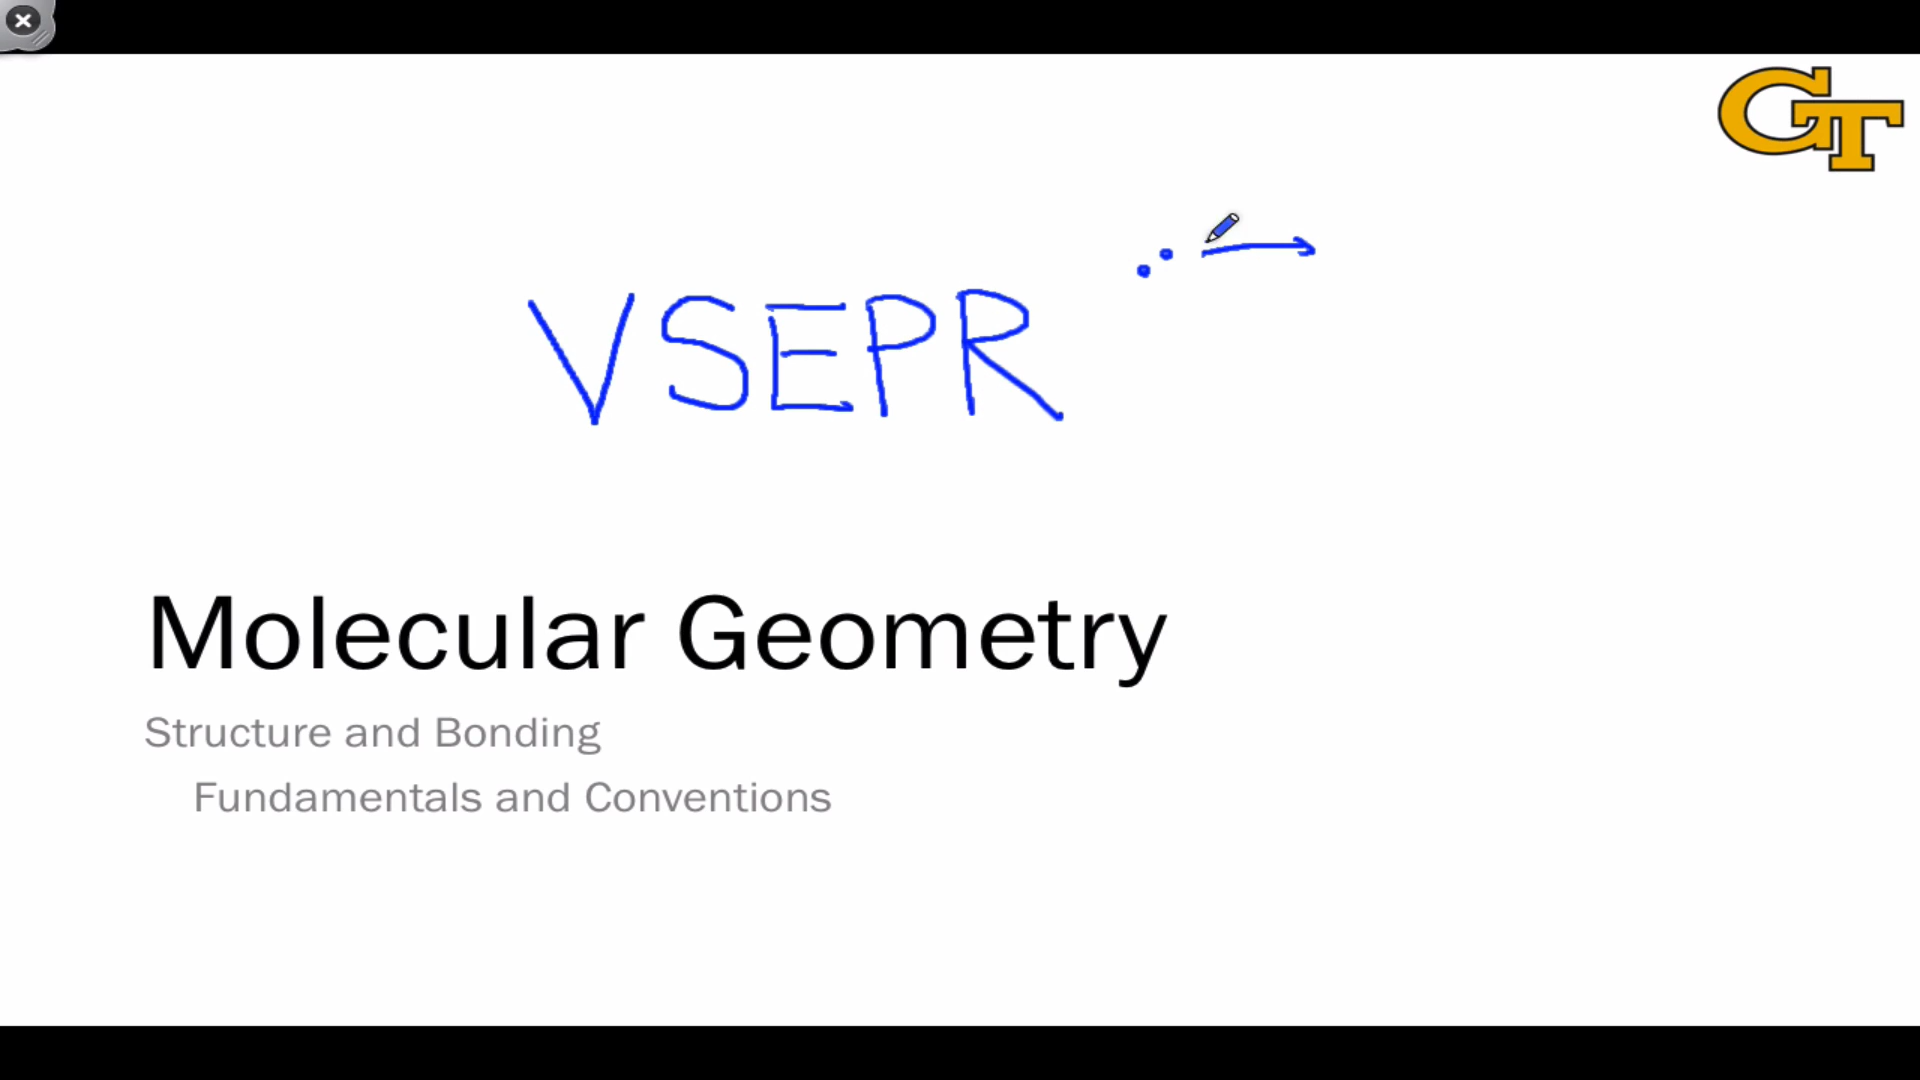 GT
VSEPR
Molecular Geometry
Structure and Bonding
Fundamentals and Conventions